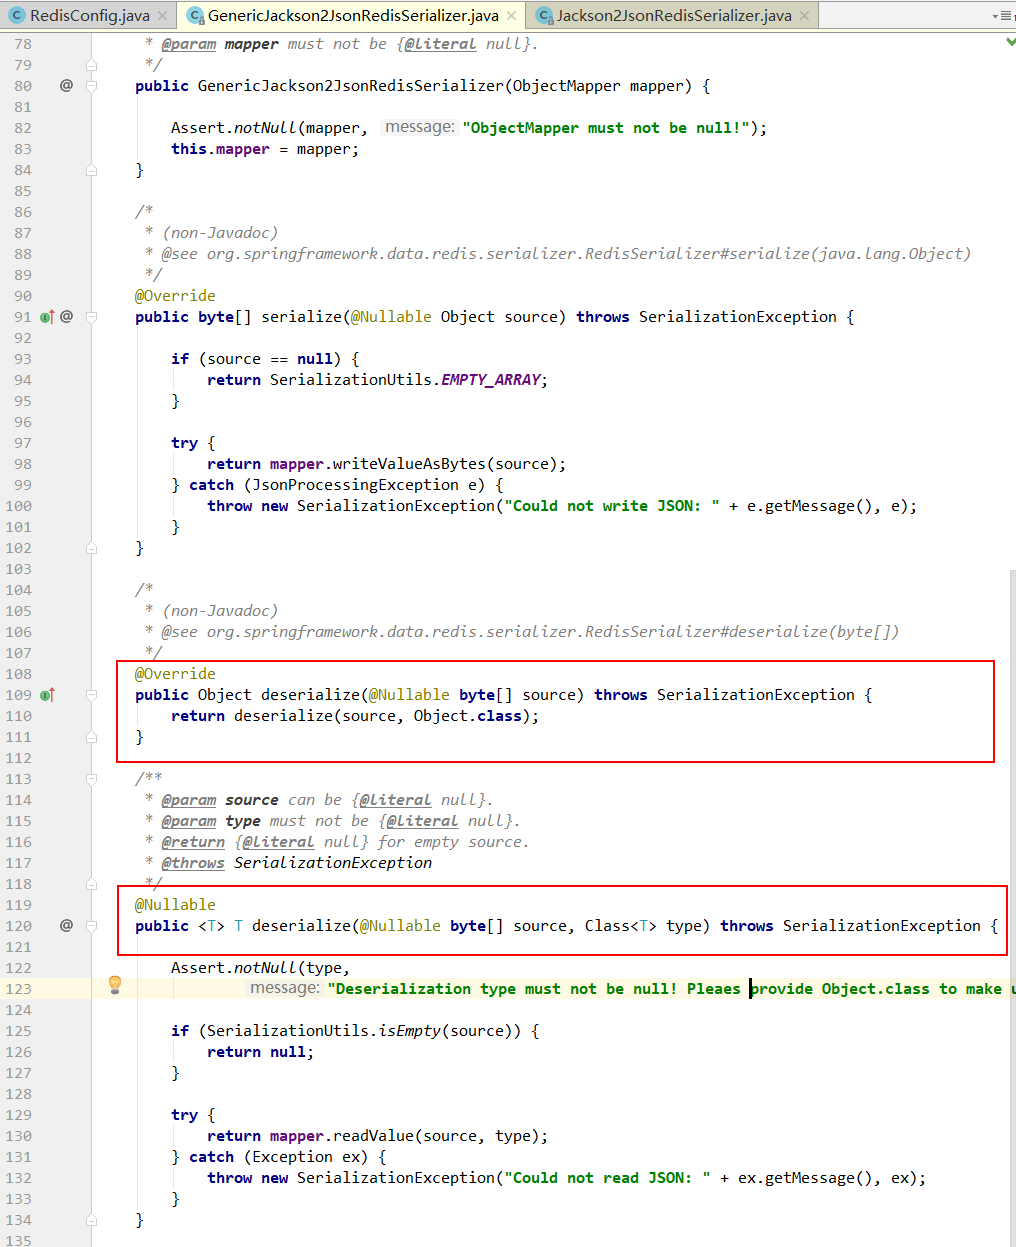 RedisConfig.java GenericJackson2JsonRedisSerializer.java Jackson2JsonRedisSerializer.java
78 * @param mapper must not be {@literal null}.
79 */
80 @ public GenericJackson2JsonRedisSerializer(ObjectMapper mapper) {
81
82 Assert.notNull(mapper, message: "ObjectMapper must not be null!");
83 this.mapper = mapper;
84 }
85
86 /*
87 * (non-Javadoc)
88 * @see org.springframework.data.redis.serializer.RedisSerializer#serialize(java.lang.Object)
89 */
90 @Override
91 @ public byte[] serialize(@Nullable Object source) throws SerializationException {
92
93 if (source == null) {
94 return SerializationUtils.EMPTY_ARRAY;
95 }
96
97 try {
98 return mapper.writeValueAsBytes(source);
99 } catch (JsonProcessingException e) {
100 throw new SerializationException("Could not write JSON: " + e.getMessage(), e);
101 }
102 }
103
104 /*
105 * (non-Javadoc)
106 * @see org.springframework.data.redis.serializer.RedisSerializer#deserialize(byte[])
107 */
108 @Override
109 public Object deserialize(@Nullable byte[] source) throws SerializationException {
110 return deserialize(source, Object.class);
111 }
112
113 /**
114 * @param source can be {@literal null}.
115 * @param type must not be {@literal null}.
116 * @return {@literal null} for empty source.
117 * @throws SerializationException
118 */
119 @Nullable
120 @ public <T> T deserialize(@Nullable byte[] source, Class<T> type) throws SerializationException {
121
122 Assert.notNull(type,
123 message: "Deserialization type must not be null! Pleaes provide Object.class to make
124
125 if (SerializationUtils.isEmpty(source)) {
126 return null;
127 }
128
129 try {
130 return mapper.readValue(source, type);
131 } catch (Exception ex) {
132 throw new SerializationException("Could not read JSON: " + ex.getMessage(), ex);
133 }
134 }
135